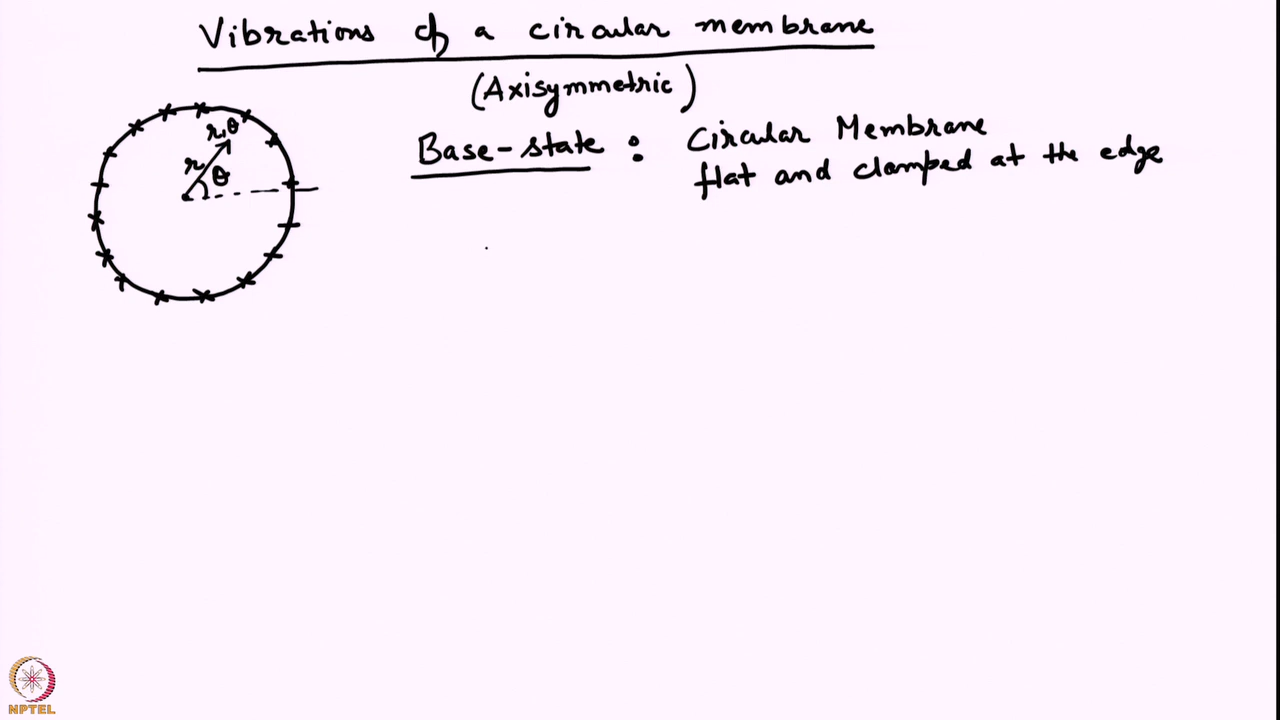 Vibrations of a circular membrane
(Axisymmetric)
r, θ
r
θ
Base-state : Circular Membrane
flat and clamped at the edge
NPTEL